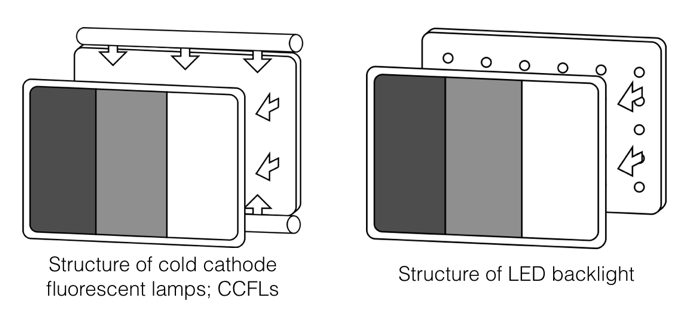 Structure of cold cathode
fluorescent lamps; CCFLs
Structure of LED backlight